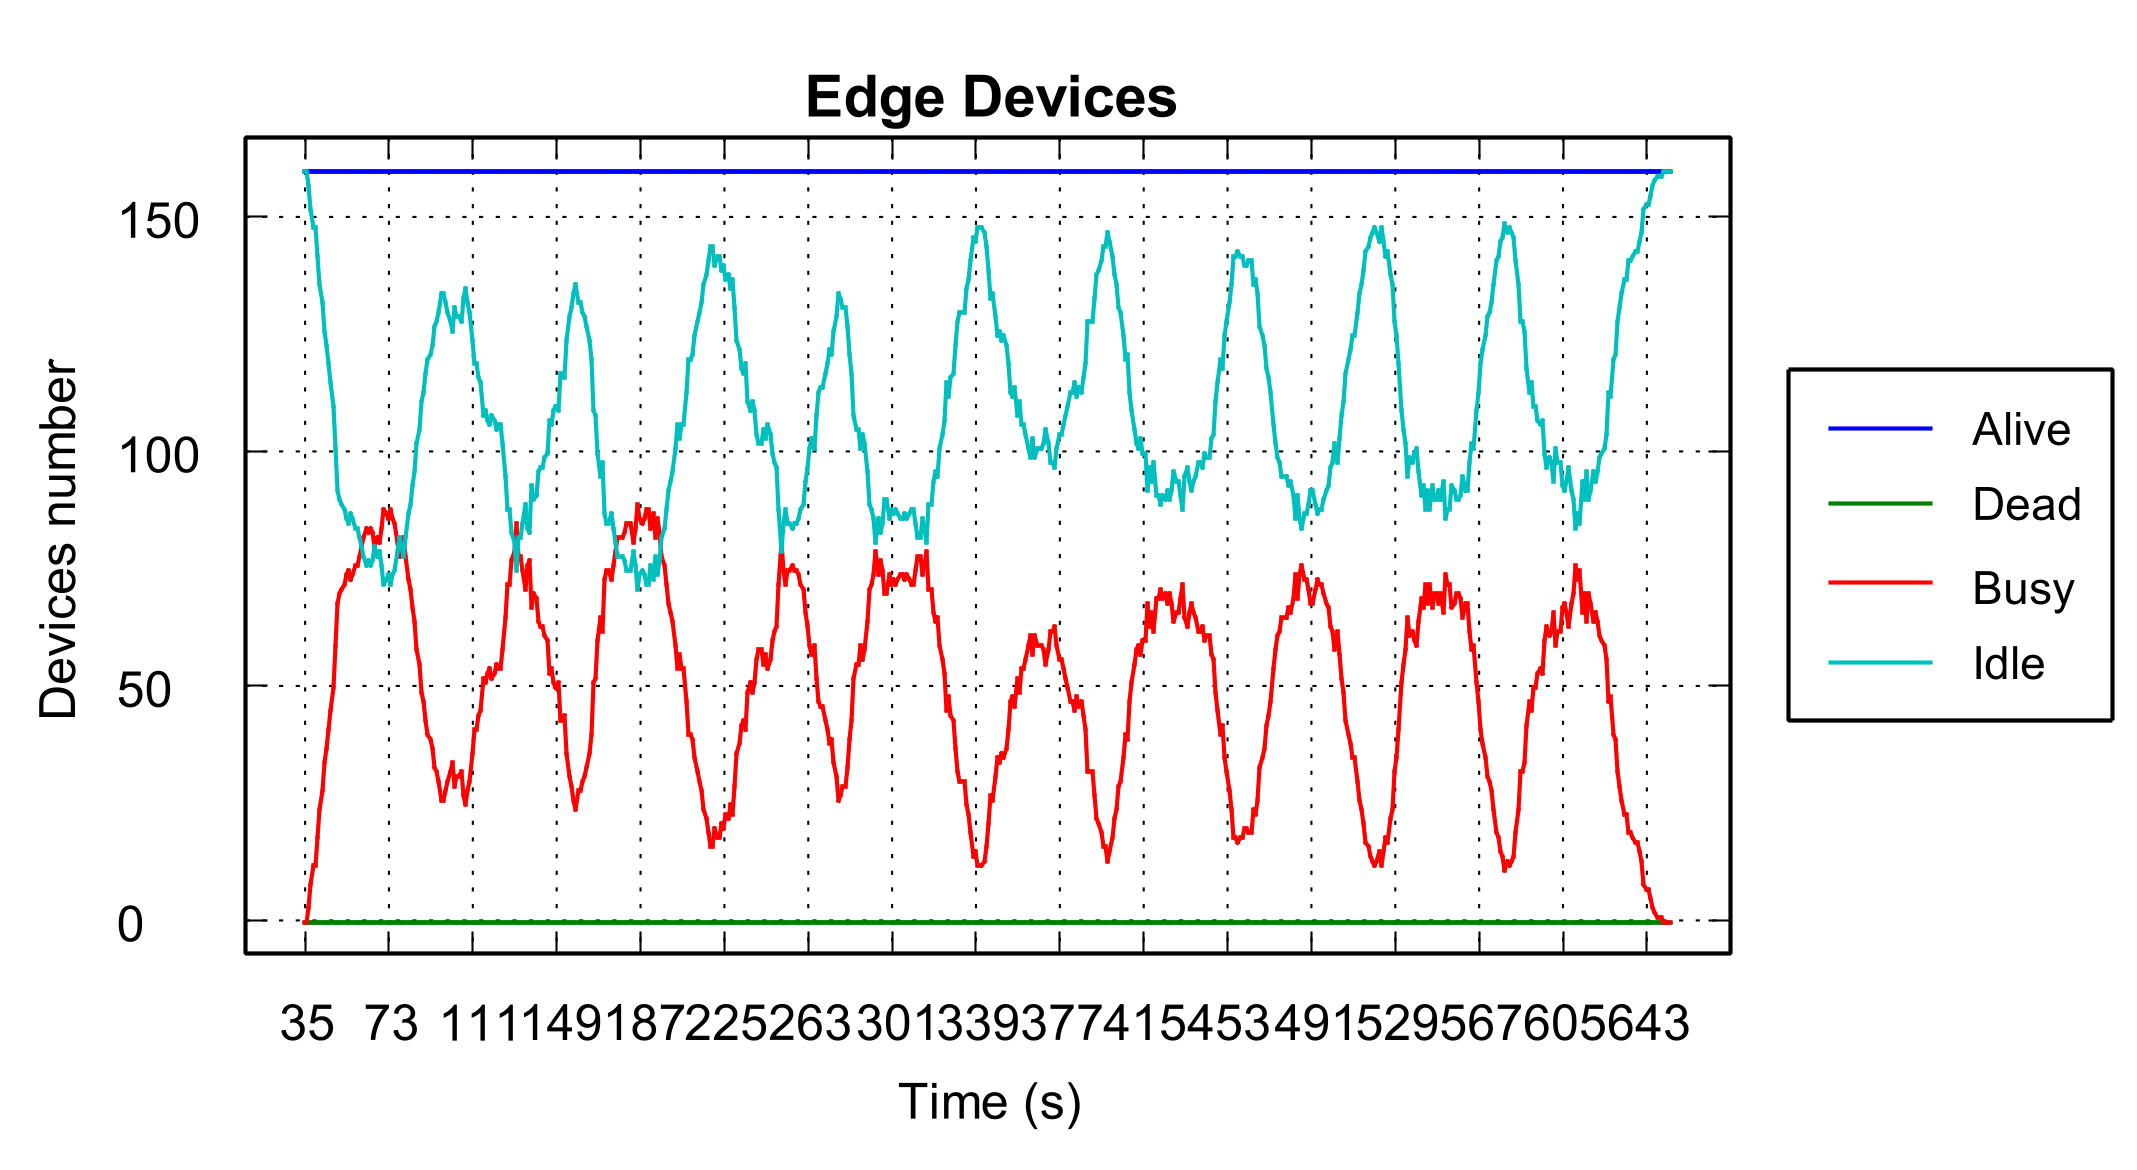 Edge Devices
150
100
50
0
Devices number
35 73 111 149 187 225 263 301 339 377 415 453 491 529 567 605 643
Time (s)
Alive
Dead
Busy
Idle